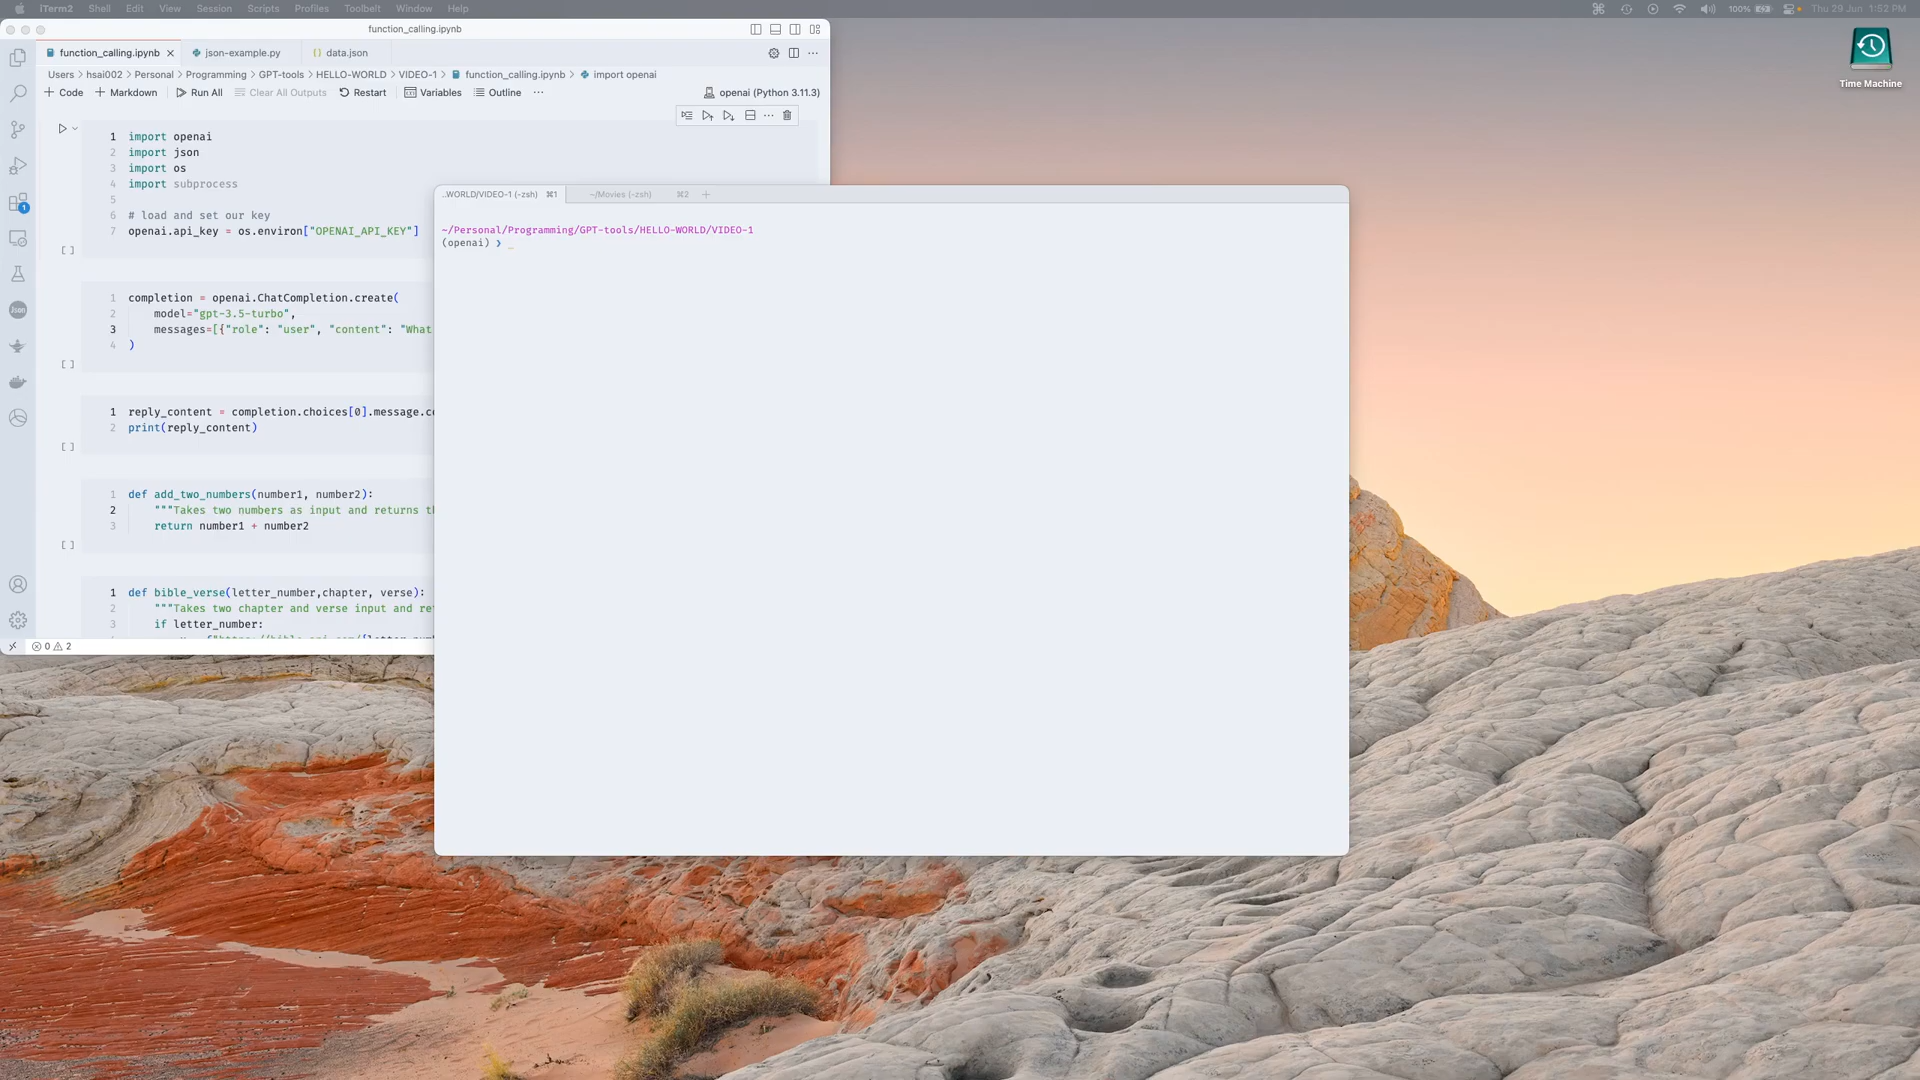 iTerm2 Shell Edit View Session Scripts Profiles Toolbelt Window Help
100% Thu 29 Jun 1:52 PM
Time Machine
function_calling.ipynb
function_calling.ipynb json-example.py data.json
Users > hsai002 > Personal > Programming > GPT-tools > HELLO-WORLD > VIDEO-1 > function_calling.ipynb > import openai
+ Code + Markdown Run All Clear All Outputs Restart Variables Outline ... openai (Python 3.11.3)
1 import openai
2 import json
3 import os
4 import subprocess
5
6 # load and set our key
7 openai.api_key = os.environ["OPENAI_API_KEY"]
[ ]
1 completion = openai.ChatCompletion.create(
2 model="gpt-3.5-turbo",
3 messages=[{"role": "user", "content": "What
4 )
[ ]
1 reply_content = completion.choices[0].message.co
2 print(reply_content)
[ ]
1 def add_two_numbers(number1, number2):
2 """Takes two numbers as input and returns th
3 return number1 + number2
[ ]
1 def bible_verse(letter_number,chapter, verse):
2 """Takes two chapter and verse input and ret
3 if letter_number:
0 2
1
Json
..WORLD/VIDEO-1 (-zsh) ⌘1 ~/Movies (-zsh) ⌘2 +
~/Personal/Programming/GPT-tools/HELLO-WORLD/VIDEO-1
(openai) ❯ _